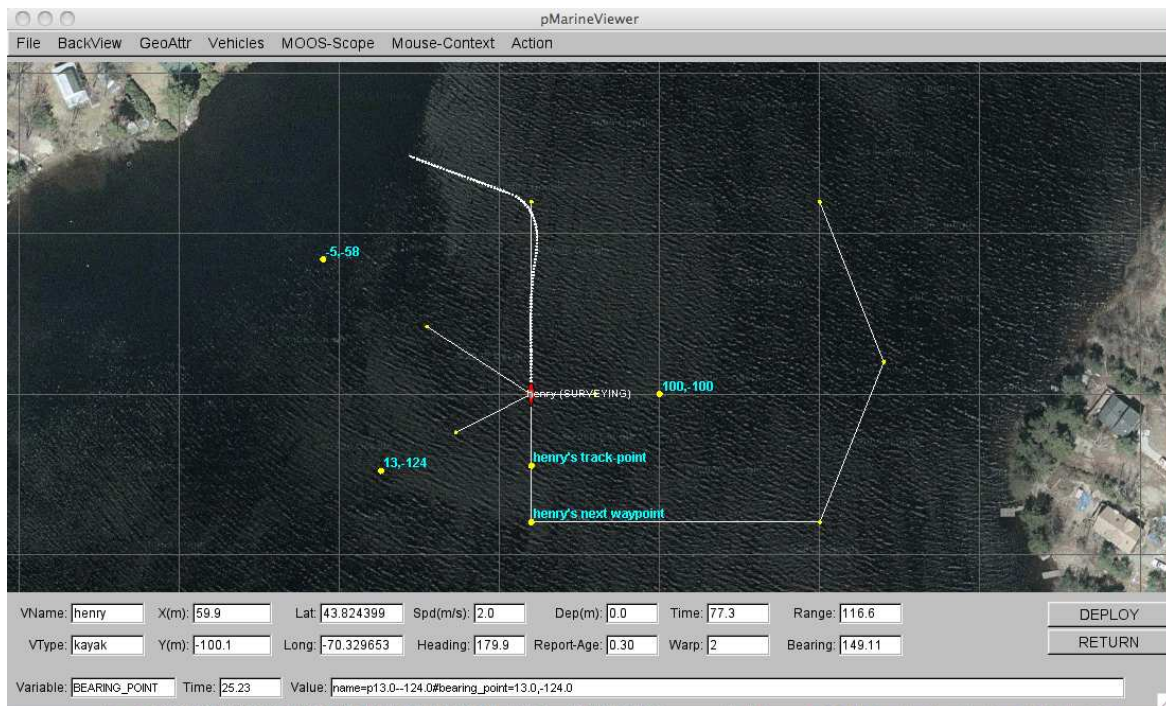 pMarineViewer
File BackView GeoAttr Vehicles MOOS-Scope Mouse-Context Action
-5,-58
henry (SURVEYING)
100,-100
henry's track-point
13,-124
henry's next waypoint
VName: henry X(m): 59.9 Lat: 43.824399 Spd(m/s): 2.0 Dep(m): 0.0 Time: 77.3 Range: 116.6 DEPLOY
VType: kayak Y(m): -100.1 Long: -70.329653 Heading: 179.9 Report-Age: 0.30 Warp: 2 Bearing: 149.11 RETURN
Variable: BEARING_POINT Time: 25.23 Value: name=p13.0--124.0#bearing_point=13.0,-124.0